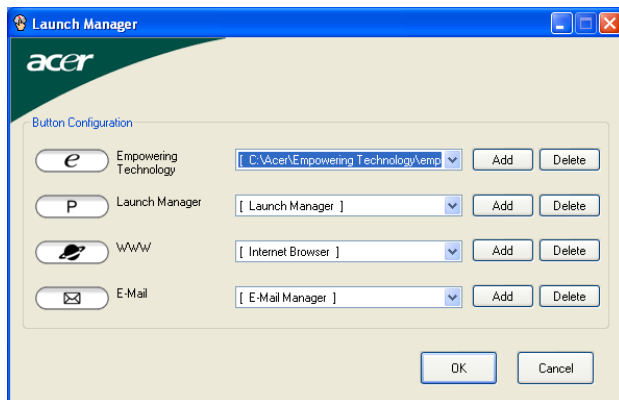 Launch Manager
acer
Button Configuration
e
Empowering
Technology
[ C:\Acer\Empowering Technology\emp
Add
Delete
P
Launch Manager
[ Launch Manager ]
Add
Delete
WWW
[ Internet Browser ]
Add
Delete
E-Mail
[ E-Mail Manager ]
Add
Delete
OK
Cancel